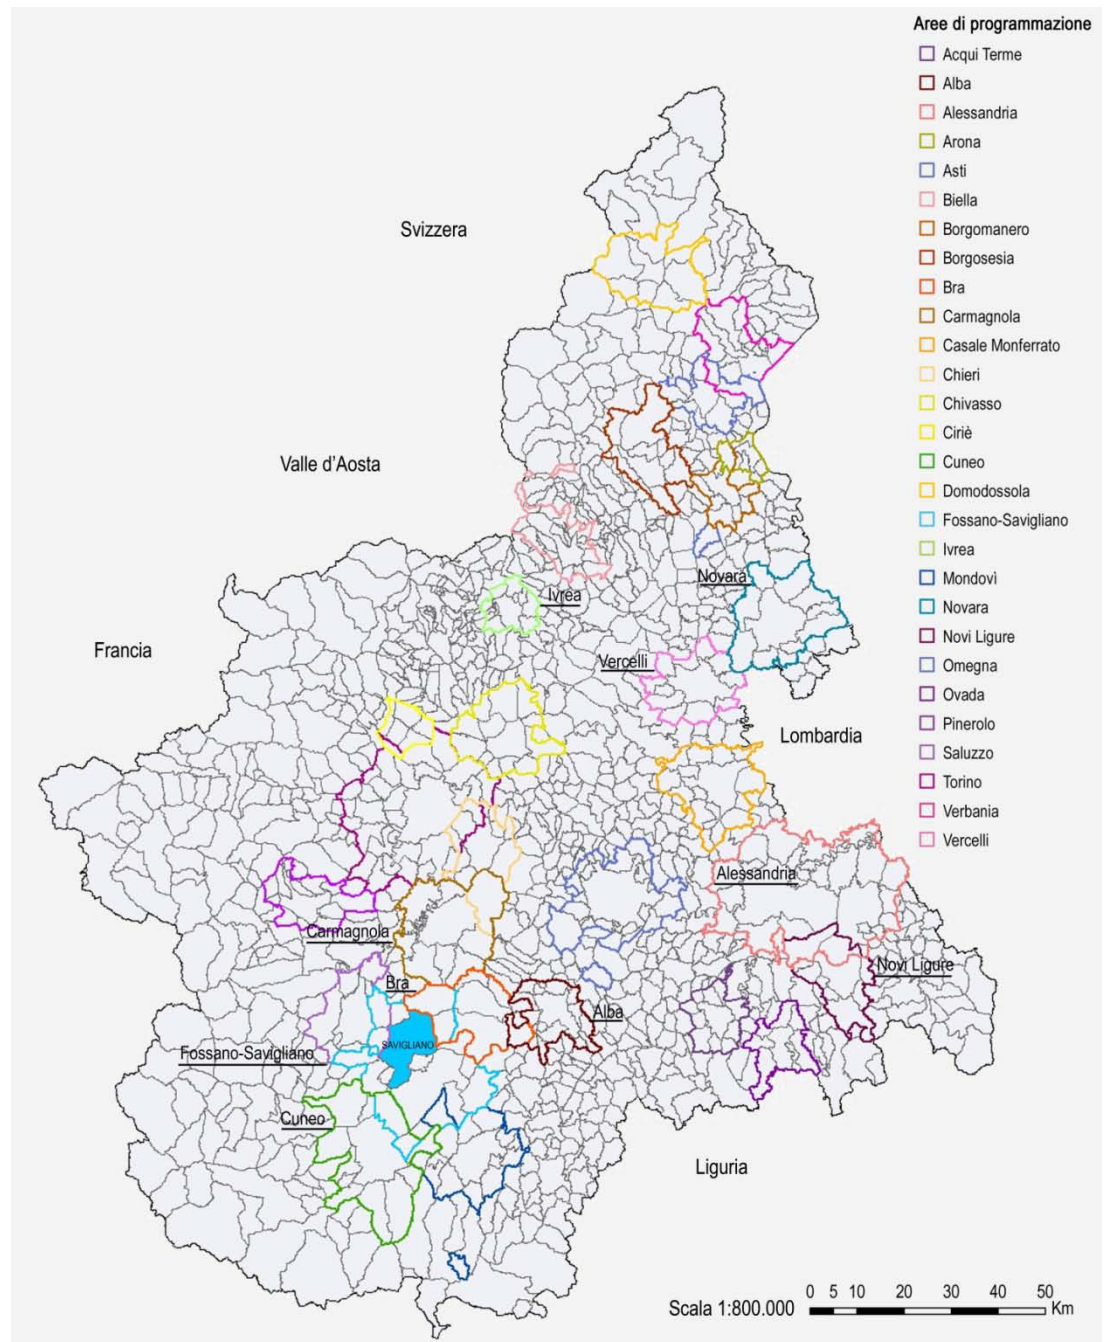 Aree di programmazione
Acqui Terme
Alba
Alessandria
Arona
Asti
Biella
Borgomanero
Borgosesia
Bra
Carmagnola
Casale Monferrato
Chieri
Chivasso
Ciriè
Cuneo
Domodossola
Fossano-Savigliano
Ivrea
Mondovì
Novara
Novi Ligure
Omegna
Ovada
Pinerolo
Saluzzo
Torino
Verbania
Vercelli
Svizzera
Valle d'Aosta
Novara
Ivrea
Francia
Vercelli
Lombardia
Alessandria
Carmagnola
Novi Ligure
Bra
Alba
SAVIGLIANO
Fossano-Savigliano
Cuneo
Liguria
Scala 1:800.000
0 5 10 20 30 40 50
Km